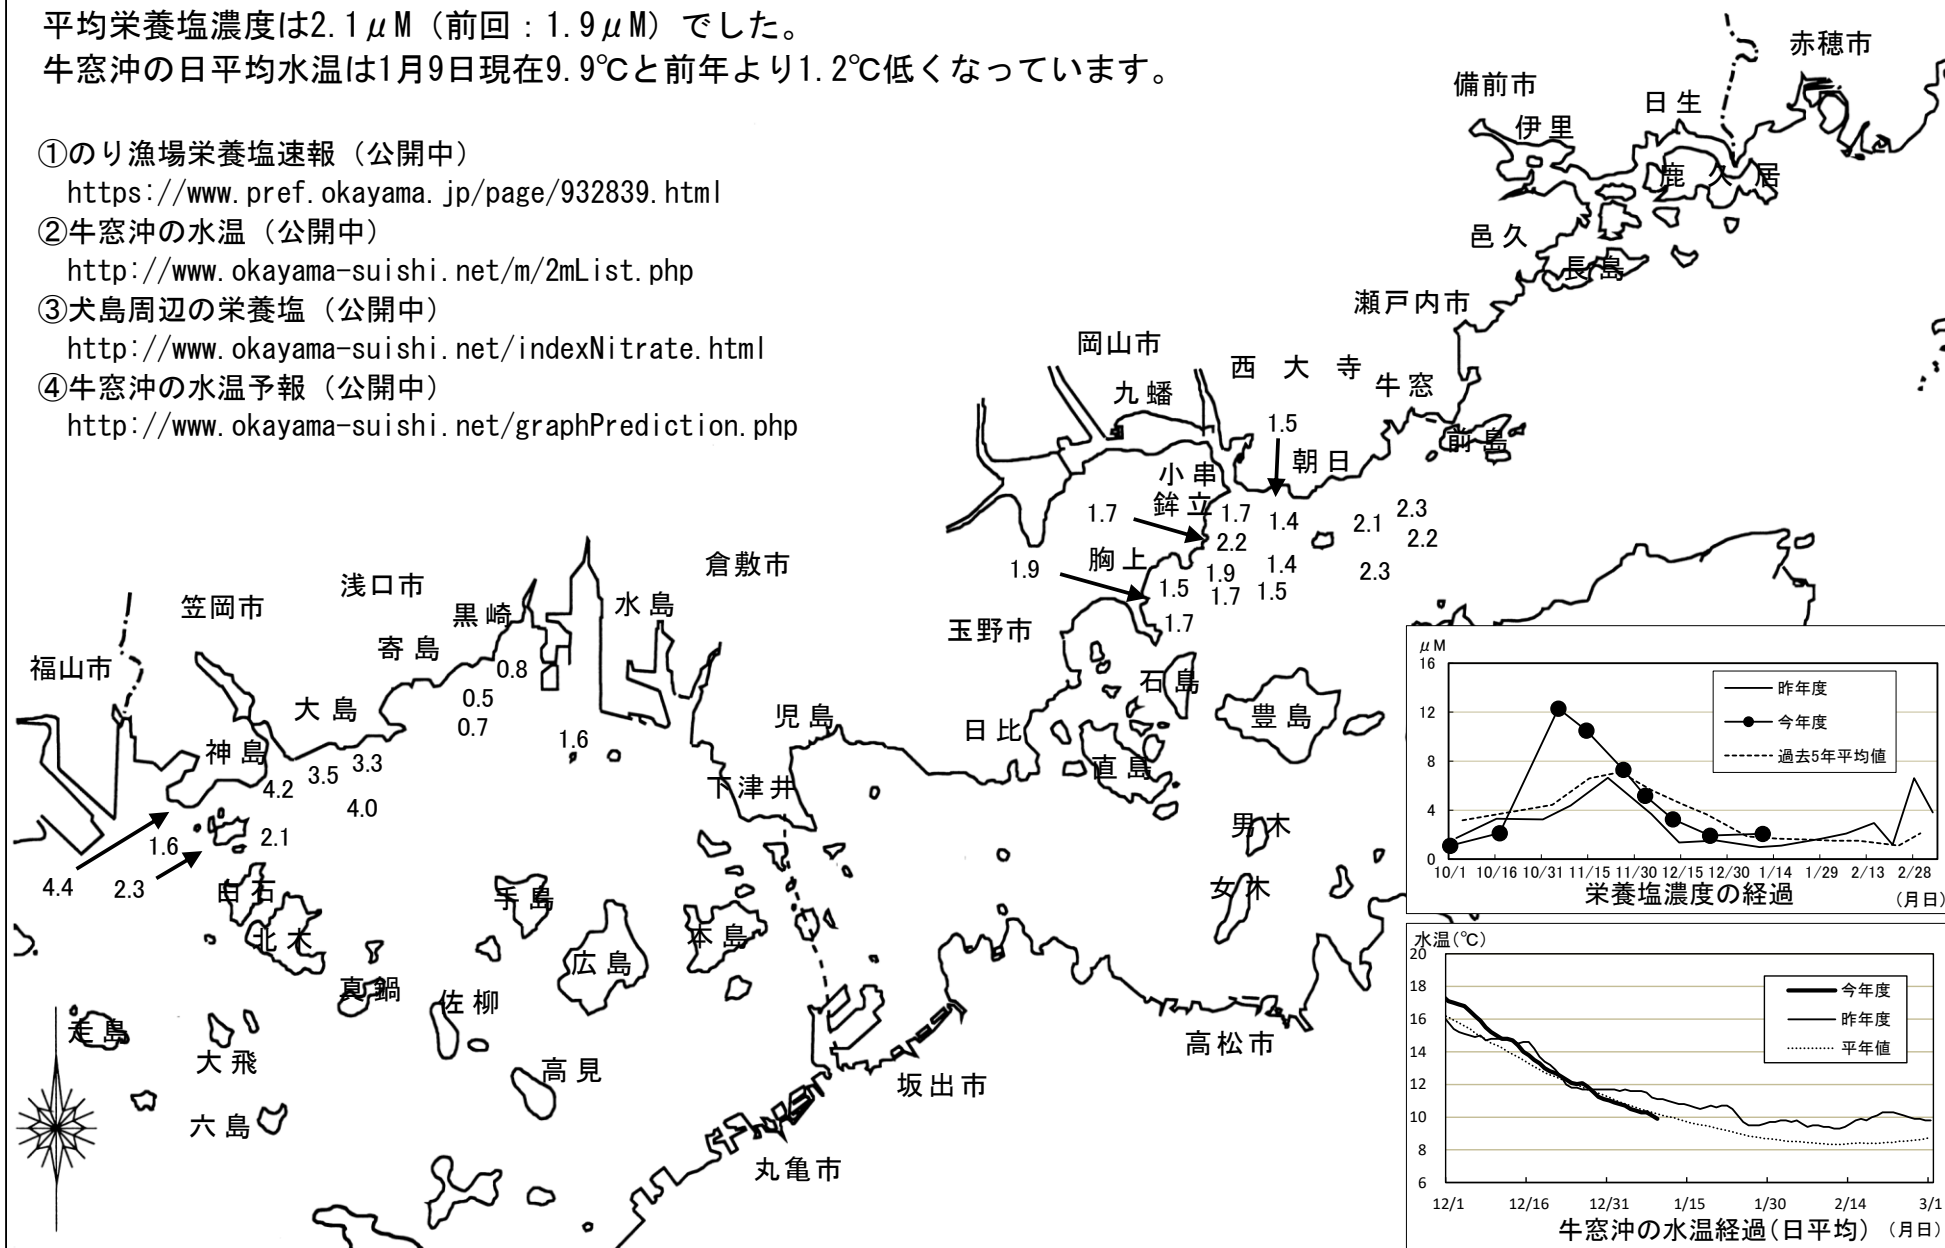 平均栄養塩濃度は2.1μM（前回：1.9μM）でした。
牛窓沖の日平均水温は1月9日現在9.9℃と前年より1.2℃低くなっています。
①のり漁場栄養塩速報（公開中）
https://www.pref.okayama.jp/page/932839.html
②牛窓沖の水温（公開中）
http://www.okayama-suishi.net/m/2mList.php
③犬島周辺の栄養塩（公開中）
http://www.okayama-suishi.net/indexNitrate.html
④牛窓沖の水温予報（公開中）
http://www.okayama-suishi.net/graphPrediction.php
赤穂市
備前市
日生
伊里
鹿久居
邑久
長島
瀬戸内市
岡山市
西大寺
牛窓
九蟠
1.5
前島
朝日
小串
鉾立
1.7
1.7
1.4
2.1
2.3
2.2
2.2
胸上
1.9
1.5
1.9
1.4
2.3
1.7
1.5
1.7
玉野市
石島
豊島
日比
直島
男木
女木
倉敷市
水島
浅口市
黒崎
笠岡市
寄島
福山市
0.8
0.5
0.7
大島
児島
1.6
神島
3.3
3.5
4.2
4.0
下津井
1.6
2.1
4.4
2.3
白石
北木
手島
本島
広島
真鍋
佐柳
走島
大飛
高見
六島
高松市
坂出市
丸亀市
μM
16
12
8
4
0
昨年度
今年度
過去5年平均値
10/1 10/16 10/31 11/15 11/30 12/15 12/30 1/14 1/29 2/13 2/28
栄養塩濃度の経過
（月日）
水温（℃）
20
18
16
14
12
10
8
6
今年度
昨年度
平年値
12/1 12/16 12/31 1/15 1/30 2/14 3/1
牛窓沖の水温経過（日平均）
（月日）